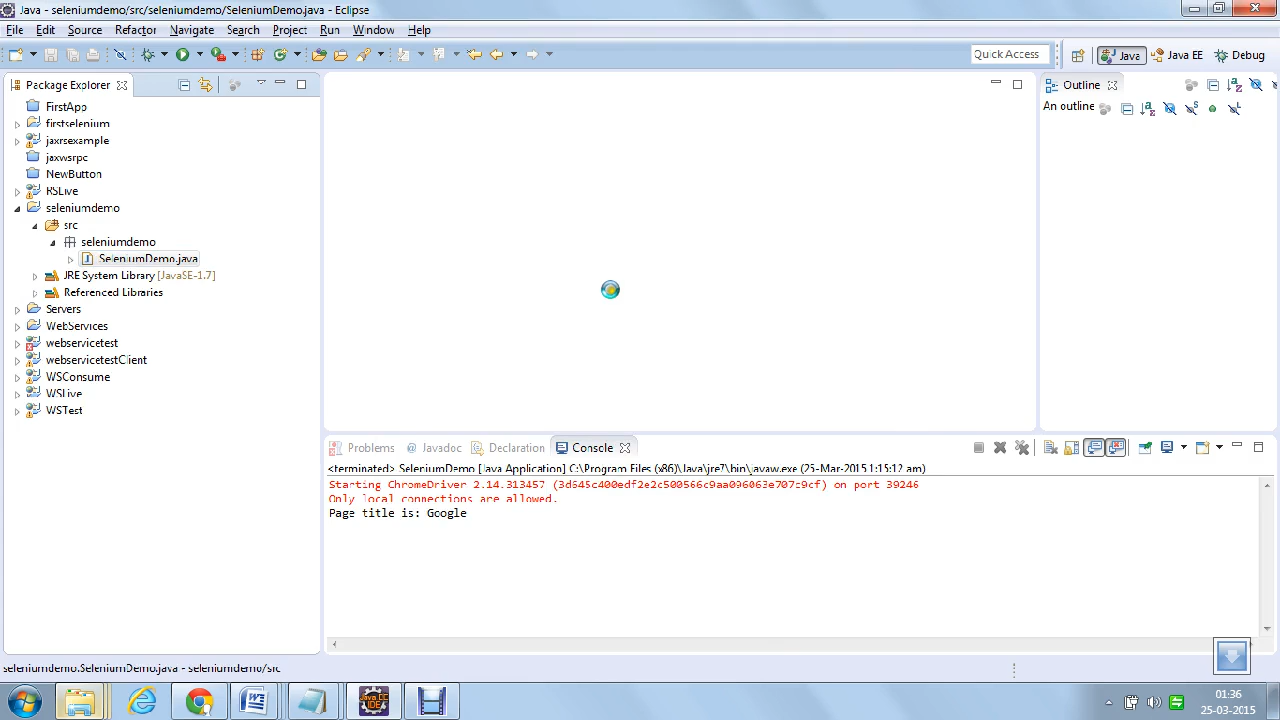 Java - seleniumdemo/src/seleniumdemo/SeleniumDemo.java - Eclipse
File Edit Source Refactor Navigate Search Project Run Window Help
Quick Access Java Java EE Debug
Package Explorer
FirstApp
firstselenium
jaxrsexample
jaxwsrpc
NewButton
RSLive
seleniumdemo
src
seleniumdemo
SeleniumDemo.java
JRE System Library [JavaSE-1.7]
Referenced Libraries
Servers
WebServices
webservicetest
webservicetestClient
WSConsume
WSLive
WSTest
Outline
An outline
Problems @ Javadoc Declaration Console
<terminated> SeleniumDemo [Java Application] C:\Program Files (x86)\Java\jre7\bin\javaw.exe (25-Mar-2015 1:15:12 am)
Starting ChromeDriver 2.14.313457 (3d645c400edf2e2c500566c9aa096063e707c9cf) on port 39246
Only local connections are allowed.
Page title is: Google
seleniumdemo.SeleniumDemo.java - seleniumdemo/src
Java EE
IDE
01:36
25-03-2015